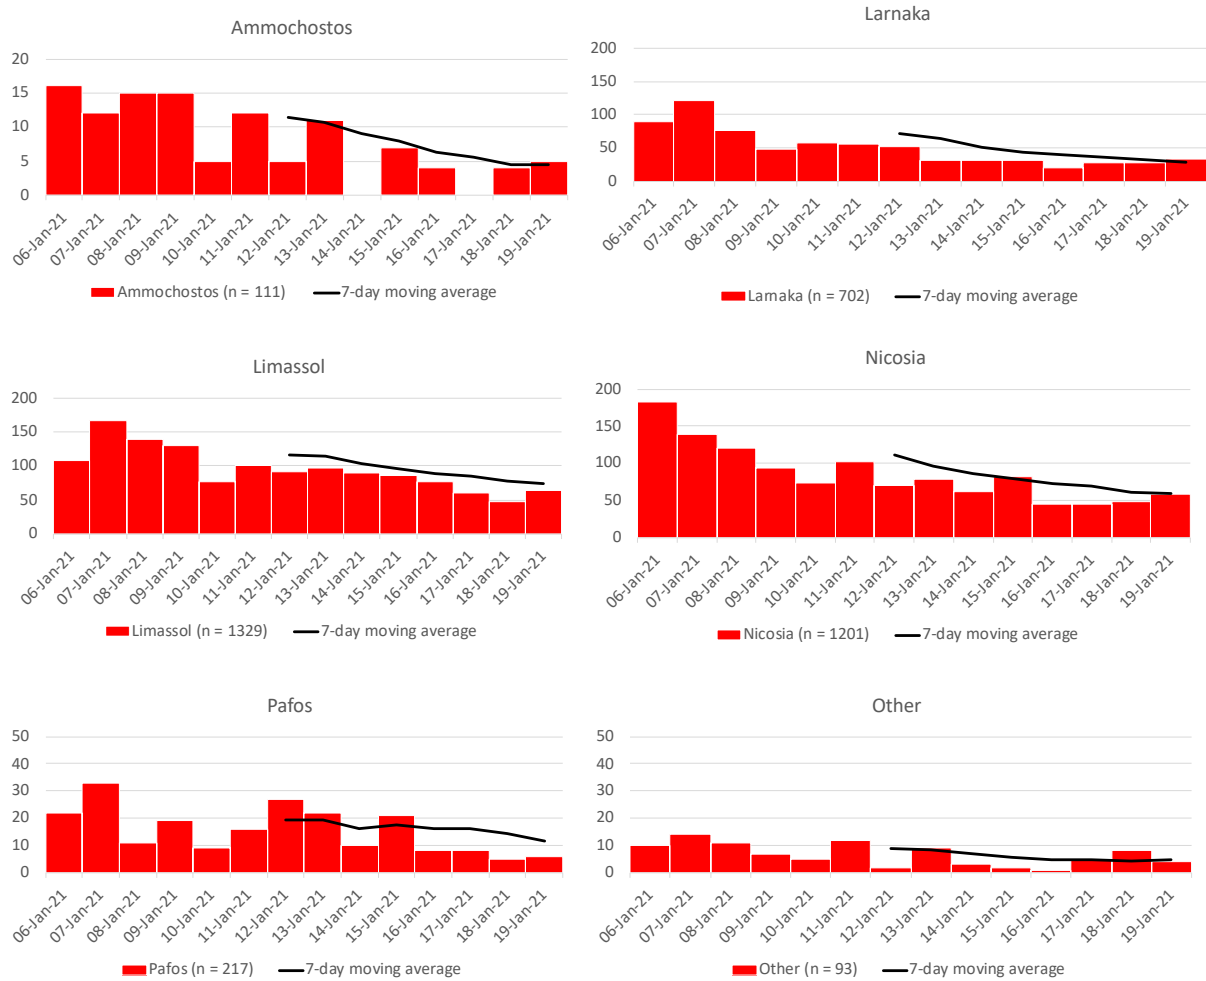 Ammochostos
20
15
10
5
0
06-Jan-21 07-Jan-21 08-Jan-21 09-Jan-21 10-Jan-21 11-Jan-21 12-Jan-21 13-Jan-21 14-Jan-21 15-Jan-21 16-Jan-21 17-Jan-21 18-Jan-21 19-Jan-21
Ammochostos (n = 111) 7-day moving average
Larnaka
200
150
100
50
0
06-Jan-21 07-Jan-21 08-Jan-21 09-Jan-21 10-Jan-21 11-Jan-21 12-Jan-21 13-Jan-21 14-Jan-21 15-Jan-21 16-Jan-21 17-Jan-21 18-Jan-21 19-Jan-21
Larnaka (n = 702) 7-day moving average
Limassol
200
150
100
50
0
06-Jan-21 07-Jan-21 08-Jan-21 09-Jan-21 10-Jan-21 11-Jan-21 12-Jan-21 13-Jan-21 14-Jan-21 15-Jan-21 16-Jan-21 17-Jan-21 18-Jan-21 19-Jan-21
Limassol (n = 1329) 7-day moving average
Nicosia
200
150
100
50
0
06-Jan-21 07-Jan-21 08-Jan-21 09-Jan-21 10-Jan-21 11-Jan-21 12-Jan-21 13-Jan-21 14-Jan-21 15-Jan-21 16-Jan-21 17-Jan-21 18-Jan-21 19-Jan-21
Nicosia (n = 1201) 7-day moving average
Pafos
50
40
30
20
10
0
06-Jan-21 07-Jan-21 08-Jan-21 09-Jan-21 10-Jan-21 11-Jan-21 12-Jan-21 13-Jan-21 14-Jan-21 15-Jan-21 16-Jan-21 17-Jan-21 18-Jan-21 19-Jan-21
Pafos (n = 217) 7-day moving average
Other
50
40
30
20
10
0
06-Jan-21 07-Jan-21 08-Jan-21 09-Jan-21 10-Jan-21 11-Jan-21 12-Jan-21 13-Jan-21 14-Jan-21 15-Jan-21 16-Jan-21 17-Jan-21 18-Jan-21 19-Jan-21
Other (n = 93) 7-day moving average